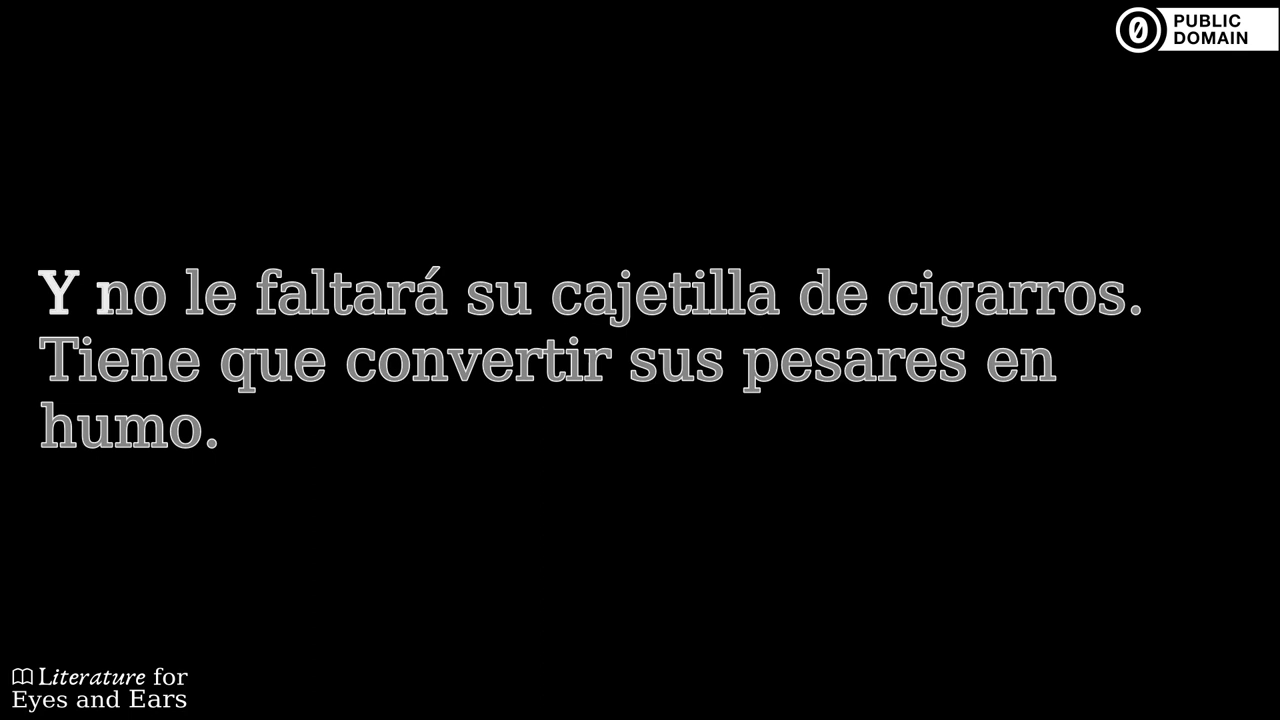 PUBLIC
DOMAIN
Y no le faltará su cajetilla de cigarros.
Tiene que convertir sus pesares en
humo.
Literature for
Eyes and Ears